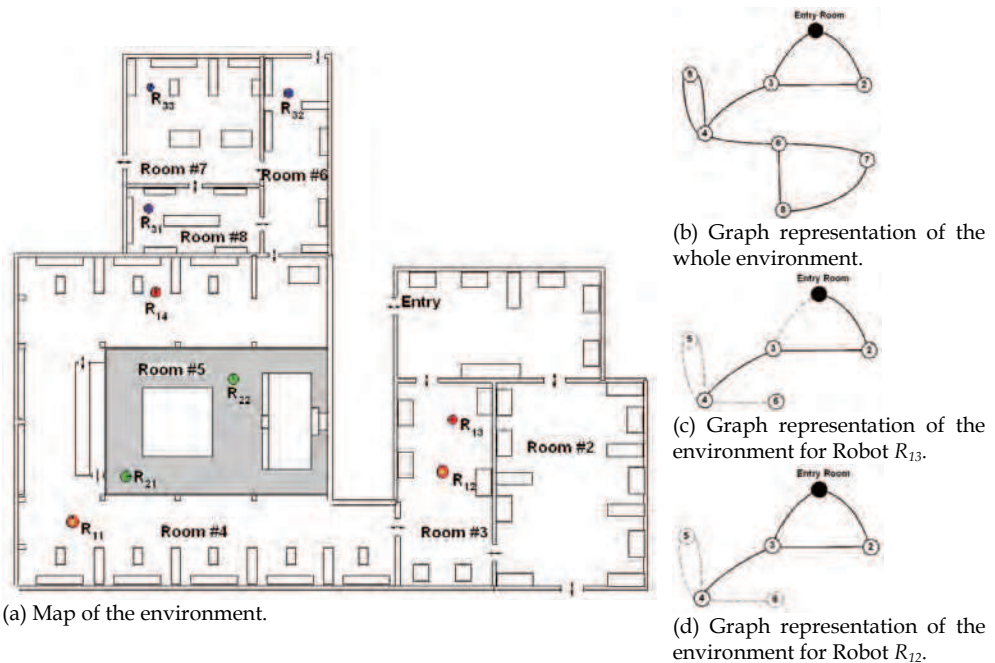 R33
R32
Room #7
Room #6
R31
Room #8
Entry
R14
Room #5
R22
R13
Room #2
R21
R12
R11
Room #4
Room #3
(a) Map of the environment.
Entry Room
3
2
5
4
6
7
8
(b) Graph representation of the
whole environment.
Entry Room
3
2
5
4
6
(c) Graph representation of the
environment for Robot R13.
Entry Room
3
2
5
4
6
(d) Graph representation of the
environment for Robot R12.